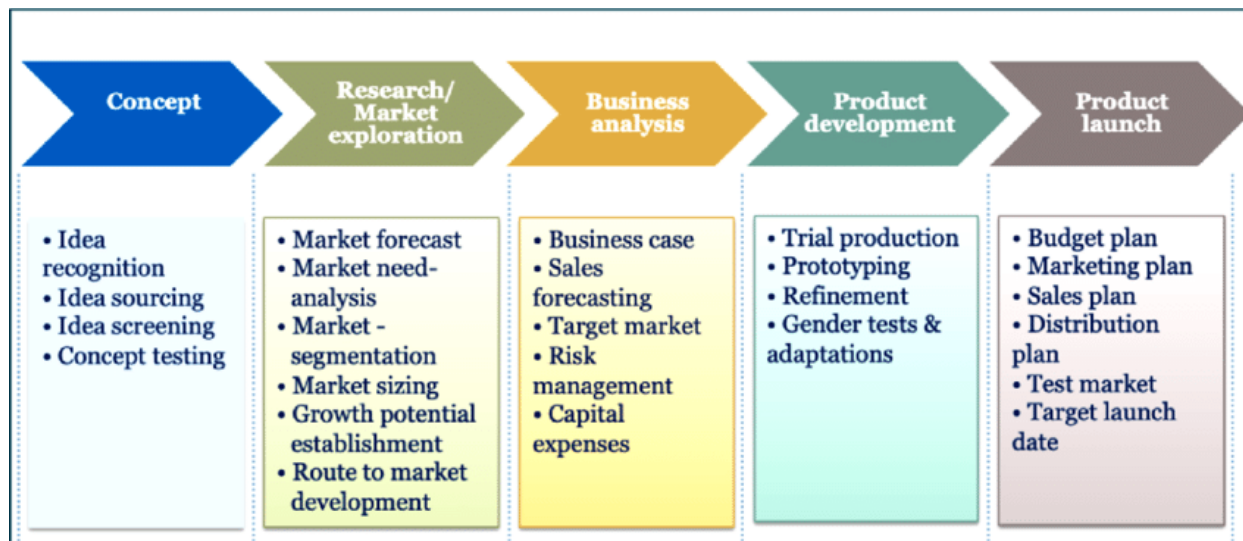 Concept
Research/
Market
exploration
Business
analysis
Product
development
Product
launch
• Idea
recognition
• Idea sourcing
• Idea screening
• Concept testing
• Market forecast
• Market need-
analysis
• Market -
segmentation
• Market sizing
• Growth potential
establishment
• Route to market
development
• Business case
• Sales
forecasting
• Target market
• Risk
management
• Capital
expenses
• Trial production
• Prototyping
• Refinement
• Gender tests &
adaptations
• Budget plan
• Marketing plan
• Sales plan
• Distribution
plan
• Test market
• Target launch
date